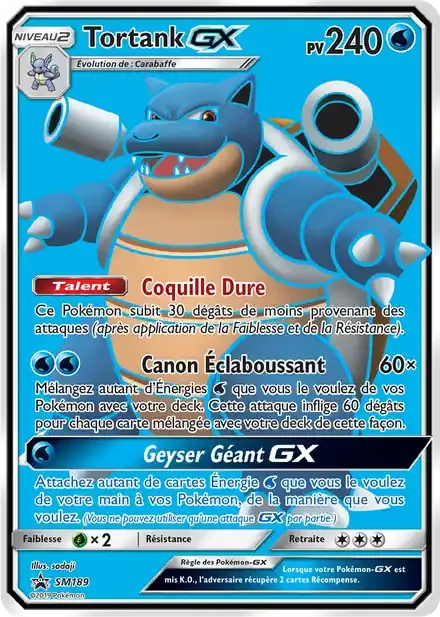 NIVEAU2 Tortank GX PV240
Évolution de : Carabaffe
Talent Coquille Dure
Ce Pokémon subit 30 dégâts de moins provenant des
attaques (après application de la Faiblesse et de la Résistance).
Canon Éclaboussant 60×
Mélangez autant d'Énergies que vous le voulez de vos
Pokémon avec votre deck. Cette attaque inflige 60 dégâts
pour chaque carte mélangée avec votre deck de cette façon.
Geyser Géant GX
Attachez autant de cartes Énergie que vous le voulez
de votre main à vos Pokémon, de la manière que vous
voulez. (Vous ne pouvez utiliser qu'une attaque GX par partie.)
Faiblesse × 2 Résistance Retraite
Illus. sadaji
SM189
©2019 Pokémon
Règle des Pokémon-GX
Lorsque votre Pokémon-GX est
mis K.O., l'adversaire récupère 2 cartes Récompense.